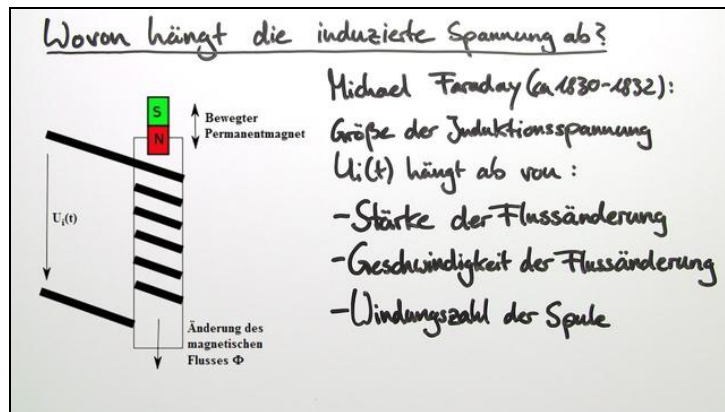 Wovon hängt die induzierte Spannung ab?
S
N
Bewegter
Permanentmagnet
Ui(t)
Änderung des
magnetischen
Flusses Φ
Michael Faraday (ca 1830-1832):
Größe der Induktionsspannung
Ui(t) hängt ab von:
-Stärke der Flussänderung
-Geschwindigkeit der Flussänderung
-Windungszahl der Spule